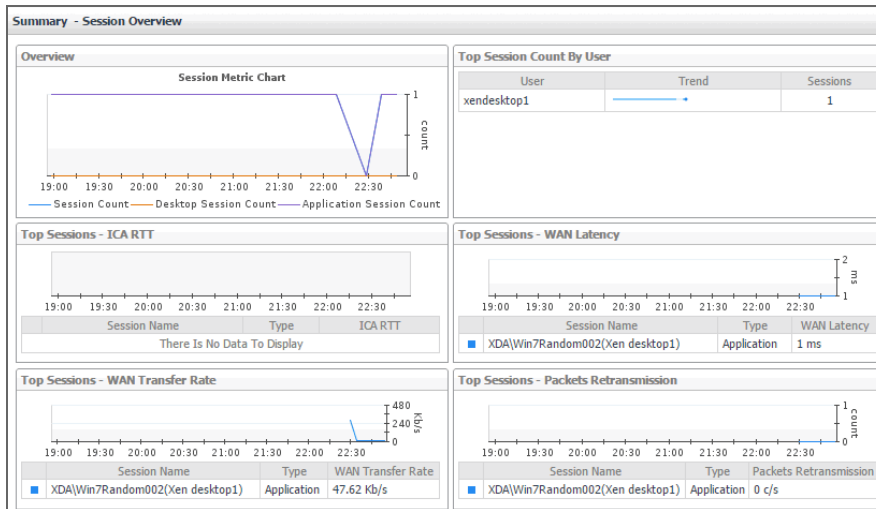 Summary - Session Overview
Overview
Session Metric Chart
1
count
0
19:00 19:30 20:00 20:30 21:00 21:30 22:00 22:30
Session Count Desktop Session Count Application Session Count
Top Session Count By User
User Trend Sessions
xendesktop1 1
Top Sessions - ICA RTT
19:00 19:30 20:00 20:30 21:00 21:30 22:00 22:30
Session Name Type ICA RTT
There Is No Data To Display
Top Sessions - WAN Latency
2
ms
1
19:00 19:30 20:00 20:30 21:00 21:30 22:00 22:30
Session Name Type WAN Latency
XDA\Win7Random002(Xen desktop1) Application 1 ms
Top Sessions - WAN Transfer Rate
480
240
0
Kb/s
19:00 19:30 20:00 20:30 21:00 21:30 22:00 22:30
Session Name Type WAN Transfer Rate
XDA\Win7Random002(Xen desktop1) Application 47.62 Kb/s
Top Sessions - Packets Retransmission
1
count
0
19:00 19:30 20:00 20:30 21:00 21:30 22:00 22:30
Session Name Type Packets Retransmission
XDA\Win7Random002(Xen desktop1) Application 0 c/s